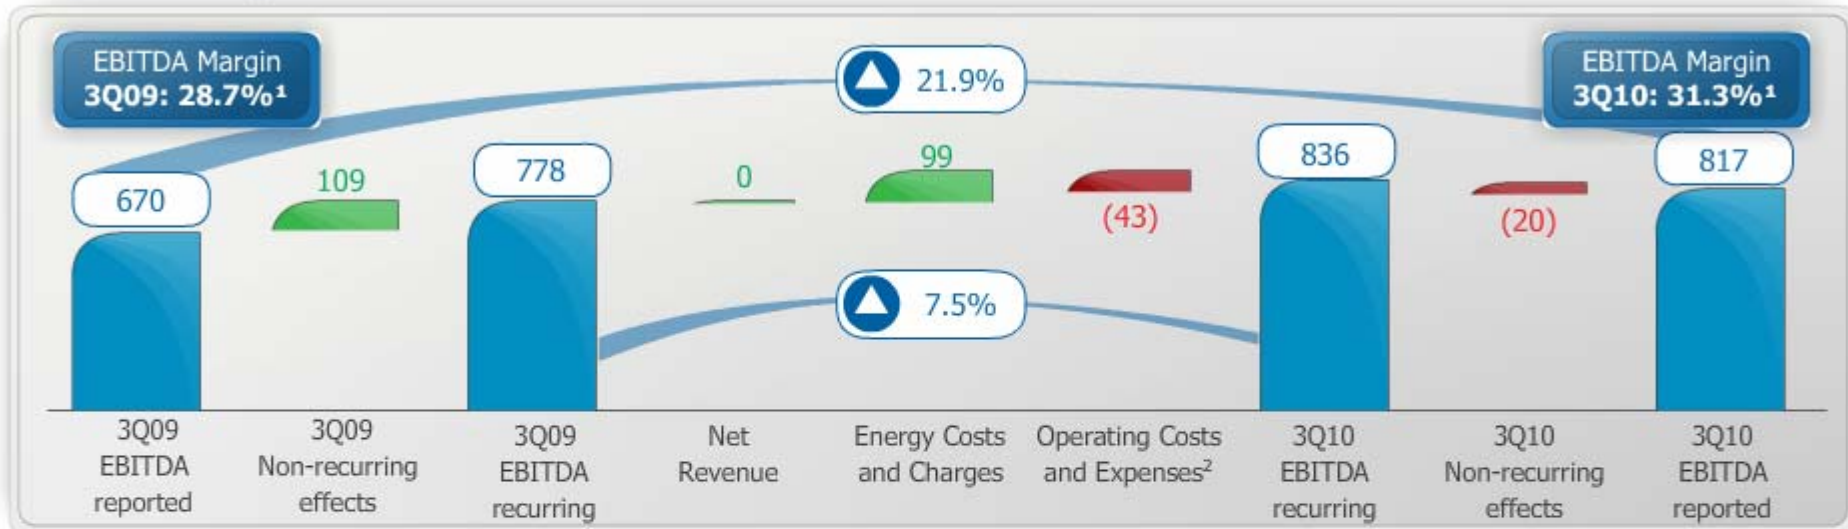 EBITDA Margin
3Q09: 28.7%¹
21.9%
EBITDA Margin
3Q10: 31.3%¹
670
109
778
0
99
(43)
836
(20)
817
7.5%
3Q09
EBITDA
reported
3Q09
Non-recurring
effects
3Q09
EBITDA
recurring
Net
Revenue
Energy Costs
and Charges
Operating Costs
and Expenses²
3Q10
EBITDA
recurring
3Q10
Non-recurring
effects
3Q10
EBITDA
reported